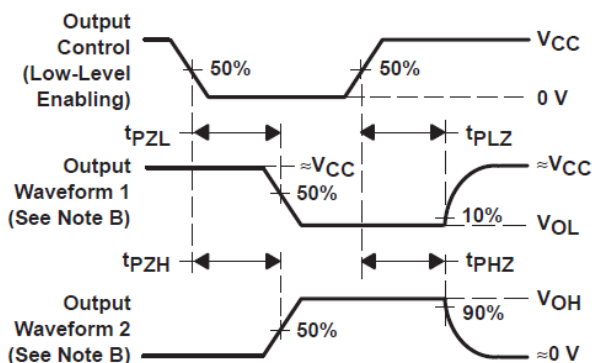 Output
Control
(Low-Level
Enabling)
50%
50%
VCC
0 V
tPZL
tPLZ
Output
Waveform 1
(See Note B)
≈VCC
50%
≈VCC
10%
VOL
tPZH
tPHZ
Output
Waveform 2
(See Note B)
50%
VOH
90%
≈0 V